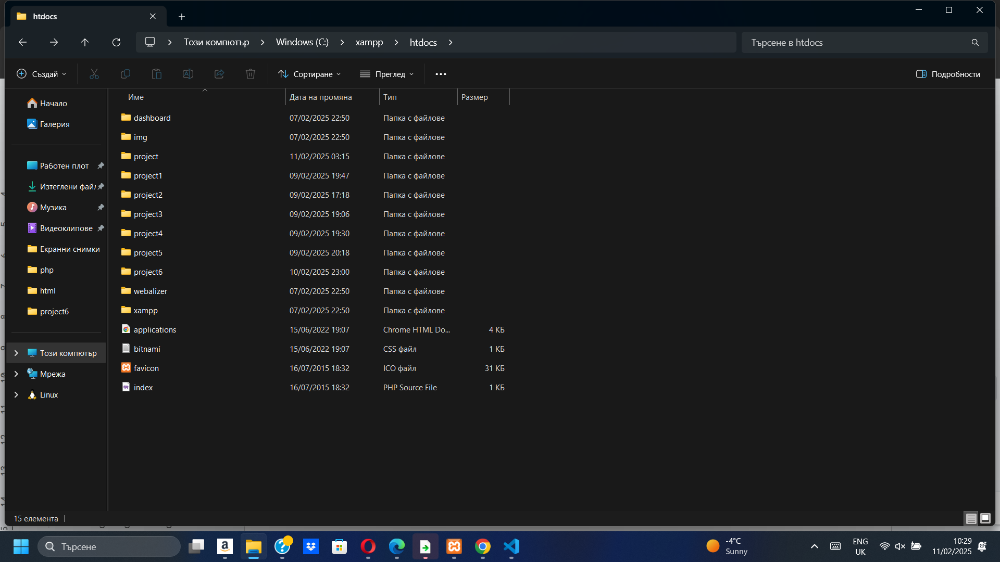 htdocs
Този компютър
Windows (C:)
xampp
htdocs
Търсене в htdocs
Създай
Сортиране
Преглед
Подробности
Начало
Галерия
Работен плот
Изтеглени файл
Музика
Видеоклипове
Екранни снимки
php
html
project6
Този компютър
Мрежа
Linux
Име Дата на промяна Тип Размер
dashboard 07/02/2025 22:50 Папка с файлове
img 07/02/2025 22:50 Папка с файлове
project 11/02/2025 03:15 Папка с файлове
project1 09/02/2025 19:47 Папка с файлове
project2 09/02/2025 17:18 Папка с файлове
project3 09/02/2025 19:06 Папка с файлове
project4 09/02/2025 19:30 Папка с файлове
project5 09/02/2025 20:18 Папка с файлове
project6 10/02/2025 23:00 Папка с файлове
webalizer 07/02/2025 22:50 Папка с файлове
xampp 07/02/2025 22:50 Папка с файлове
applications 15/06/2022 19:07 Chrome HTML Do... 4 КБ
bitnami 15/06/2022 19:07 CSS файл 1 КБ
favicon 16/07/2015 18:32 ICO файл 31 КБ
index 16/07/2015 18:32 PHP Source File 1 КБ
15 елемента
Търсене
-4°C
Sunny
ENG
UK
10:29
11/02/2025